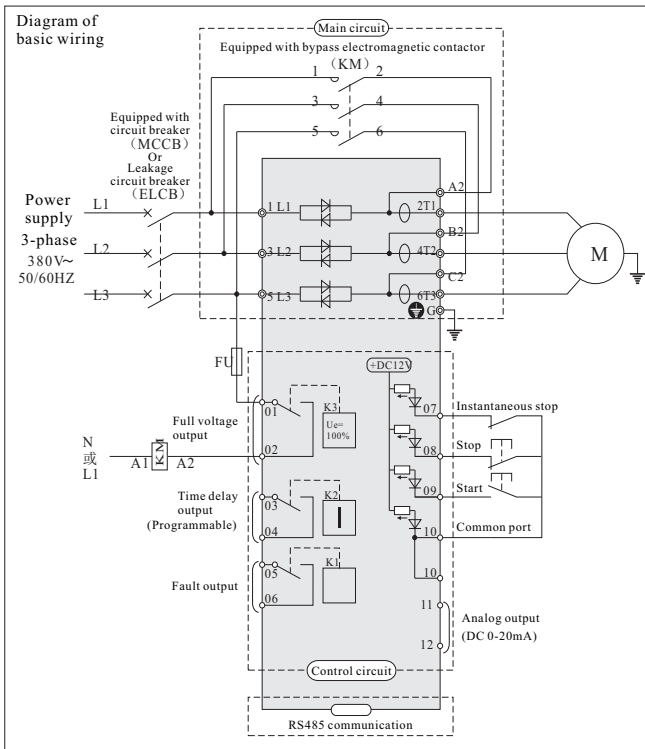 Diagram of
basic wiring
Main circuit
Equipped with bypass electromagnetic contactor
（KM）
1 2
3 4
5 6
Equipped with
circuit breaker
(MCCB)
Or
Leakage
circuit breaker
(ELCB)
Power
supply
3-phase
380V～
50/60HZ
L1
L2
L3
1 L1
3 L2
5 L3
A2
2T1
B2
4T2
C2
6T3
G
M
FU
+DC12V
Full voltage
output
01
02
K3
Ue=
100%
N
或
L1
A1 KM A2
Time delay
output
(Programmable)
03
04
K2
Fault output
05
06
K1
07 Instantaneous stop
08 Stop
09 Start
10 Common port
10
11
12
Analog output
(DC 0-20mA)
Control circuit
RS485 communication